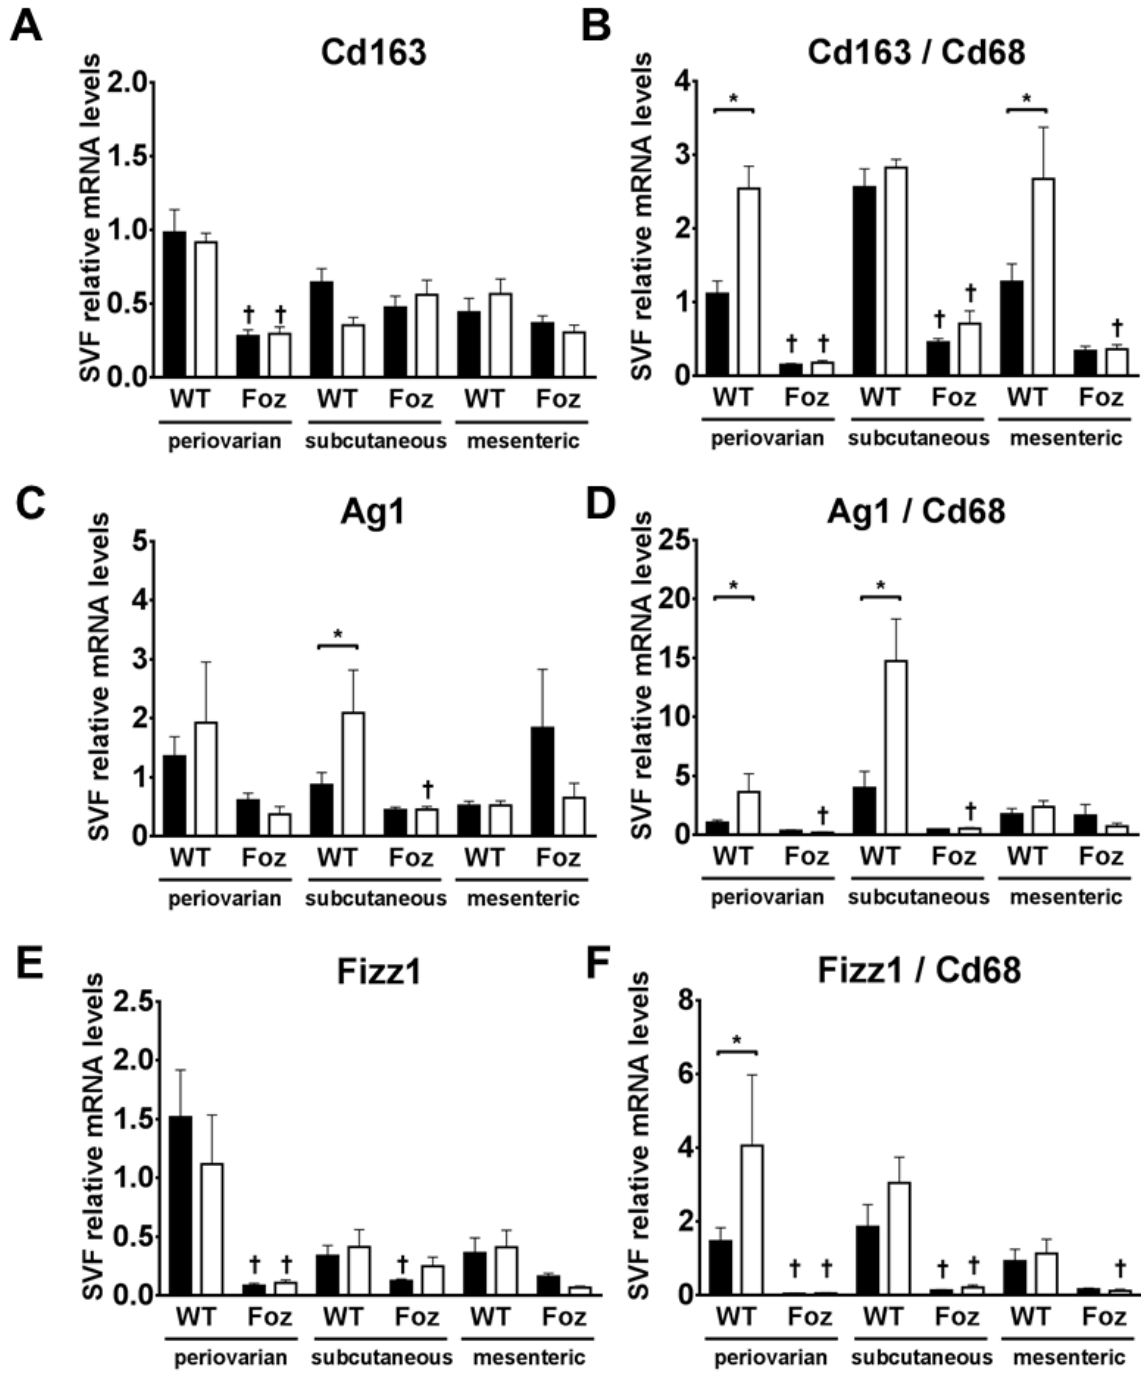 A
Cd163
SVF relative mRNA levels
2.0
1.5
1.0
0.5
0.0
† †
WT Foz WT Foz WT Foz
periovarian subcutaneous mesenteric
B
Cd163 / Cd68
SVF relative mRNA levels
4
3
2
1
0
* *
† † † † †
WT Foz WT Foz WT Foz
periovarian subcutaneous mesenteric
C
Ag1
SVF relative mRNA levels
5
4
3
2
1
0
*
†
WT Foz WT Foz WT Foz
periovarian subcutaneous mesenteric
D
Ag1 / Cd68
SVF relative mRNA levels
25
20
15
10
5
0
* *
† †
WT Foz WT Foz WT Foz
periovarian subcutaneous mesenteric
E
Fizz1
SVF relative mRNA levels
2.5
2.0
1.5
1.0
0.5
0.0
† † †
WT Foz WT Foz WT Foz
periovarian subcutaneous mesenteric
F
Fizz1 / Cd68
SVF relative mRNA levels
8
6
4
2
0
*
† † † † †
WT Foz WT Foz WT Foz
periovarian subcutaneous mesenteric